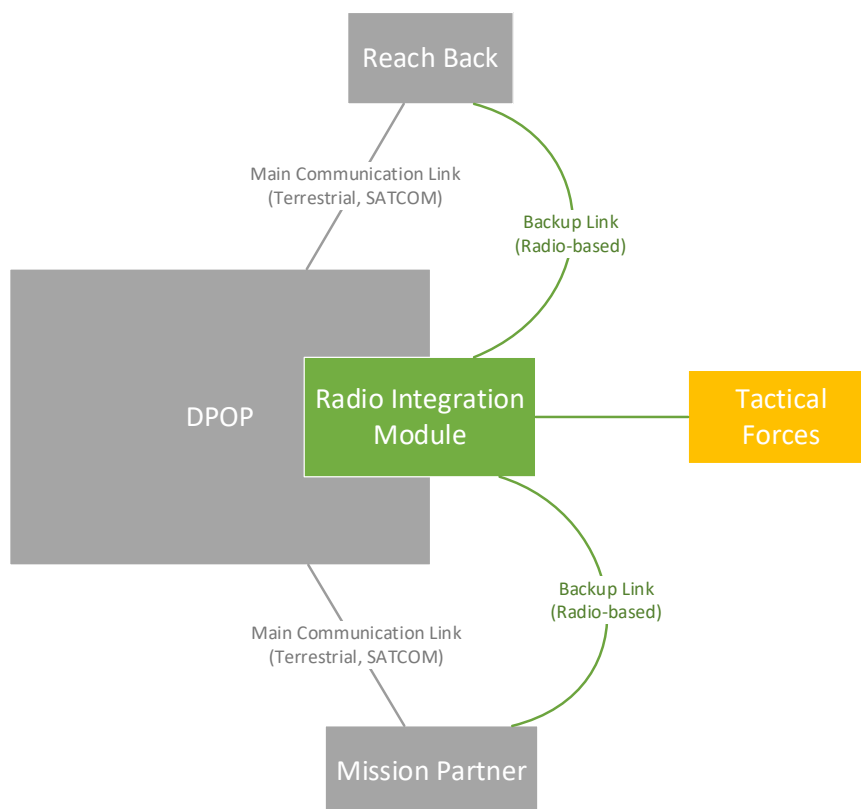 Reach Back
Main Communication Link
(Terrestrial, SATCOM)
Backup Link
(Radio-based)
DPOP
Radio Integration
Module
Tactical
Forces
Backup Link
(Radio-based)
Main Communication Link
(Terrestrial, SATCOM)
Mission Partner